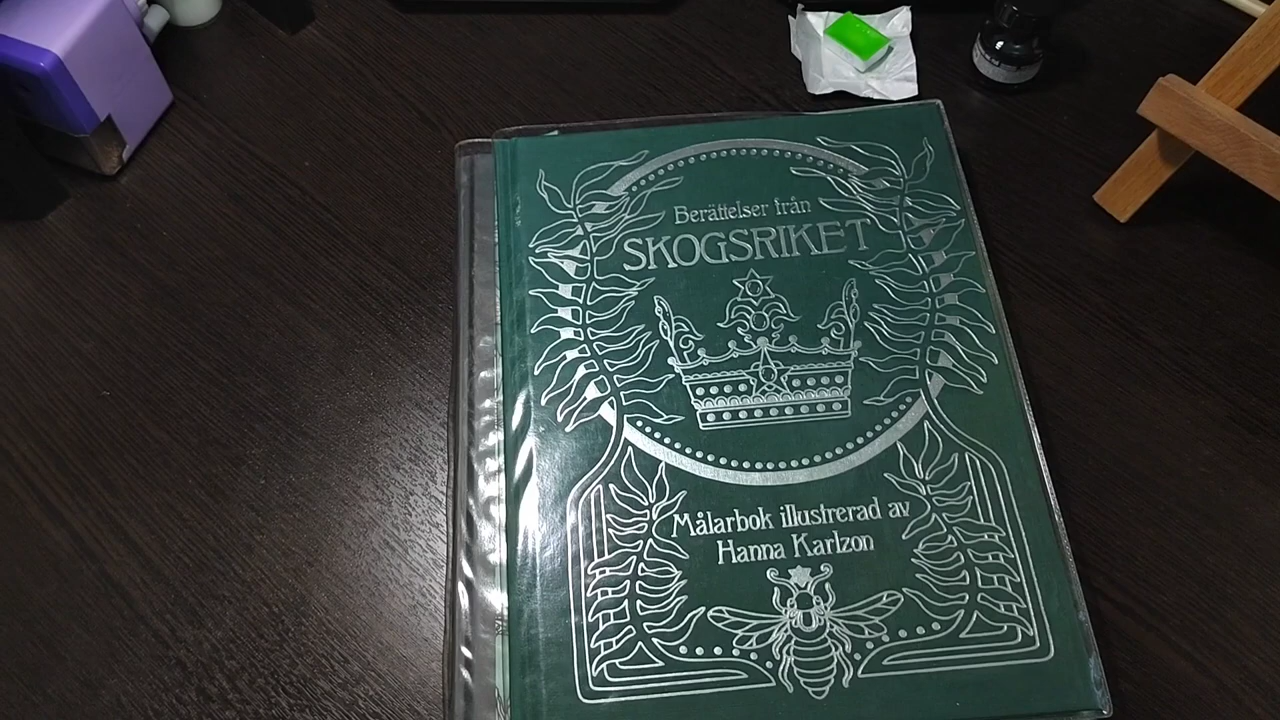 Berättelser från
SKOGSRIKET
Målarbok illustrerad av
Hanna Karlzon